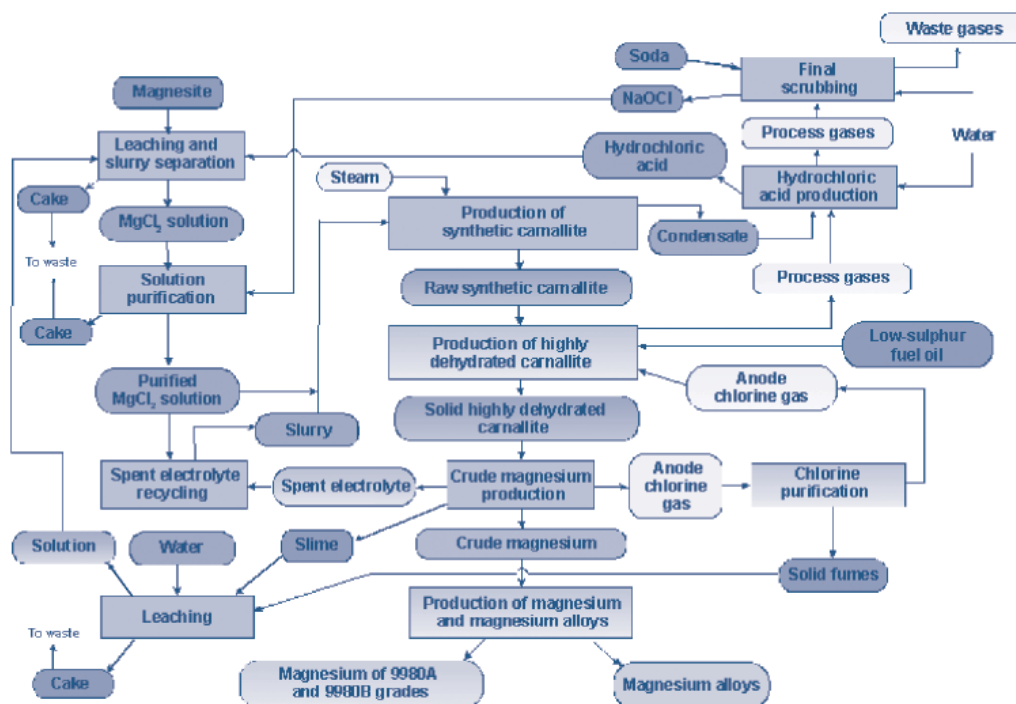 Waste gases
Soda
Final
scrubbing
Magnesite
NaOCl
Process gases
Water
Leaching and
slurry separation
Hydrochloric
acid
Steam
Hydrochloric
acid production
Cake
MgCl₂ solution
Production of
synthetic carnallite
Condensate
To waste
Solution
purification
Raw synthetic carnallite
Process gases
Cake
Production of highly
dehydrated carnallite
Low-sulphur
fuel oil
Purified
MgCl₂ solution
Anode
chlorine gas
Solid highly dehydrated
carnallite
Slurry
Spent electrolyte
recycling
Spent electrolyte
Crude magnesium
production
Anode
chlorine
gas
Chlorine
purification
Solution
Water
Slime
Crude magnesium
Solid fumes
Leaching
Production of magnesium
and magnesium alloys
To waste
Cake
Magnesium of 9980A
and 9980B grades
Magnesium alloys